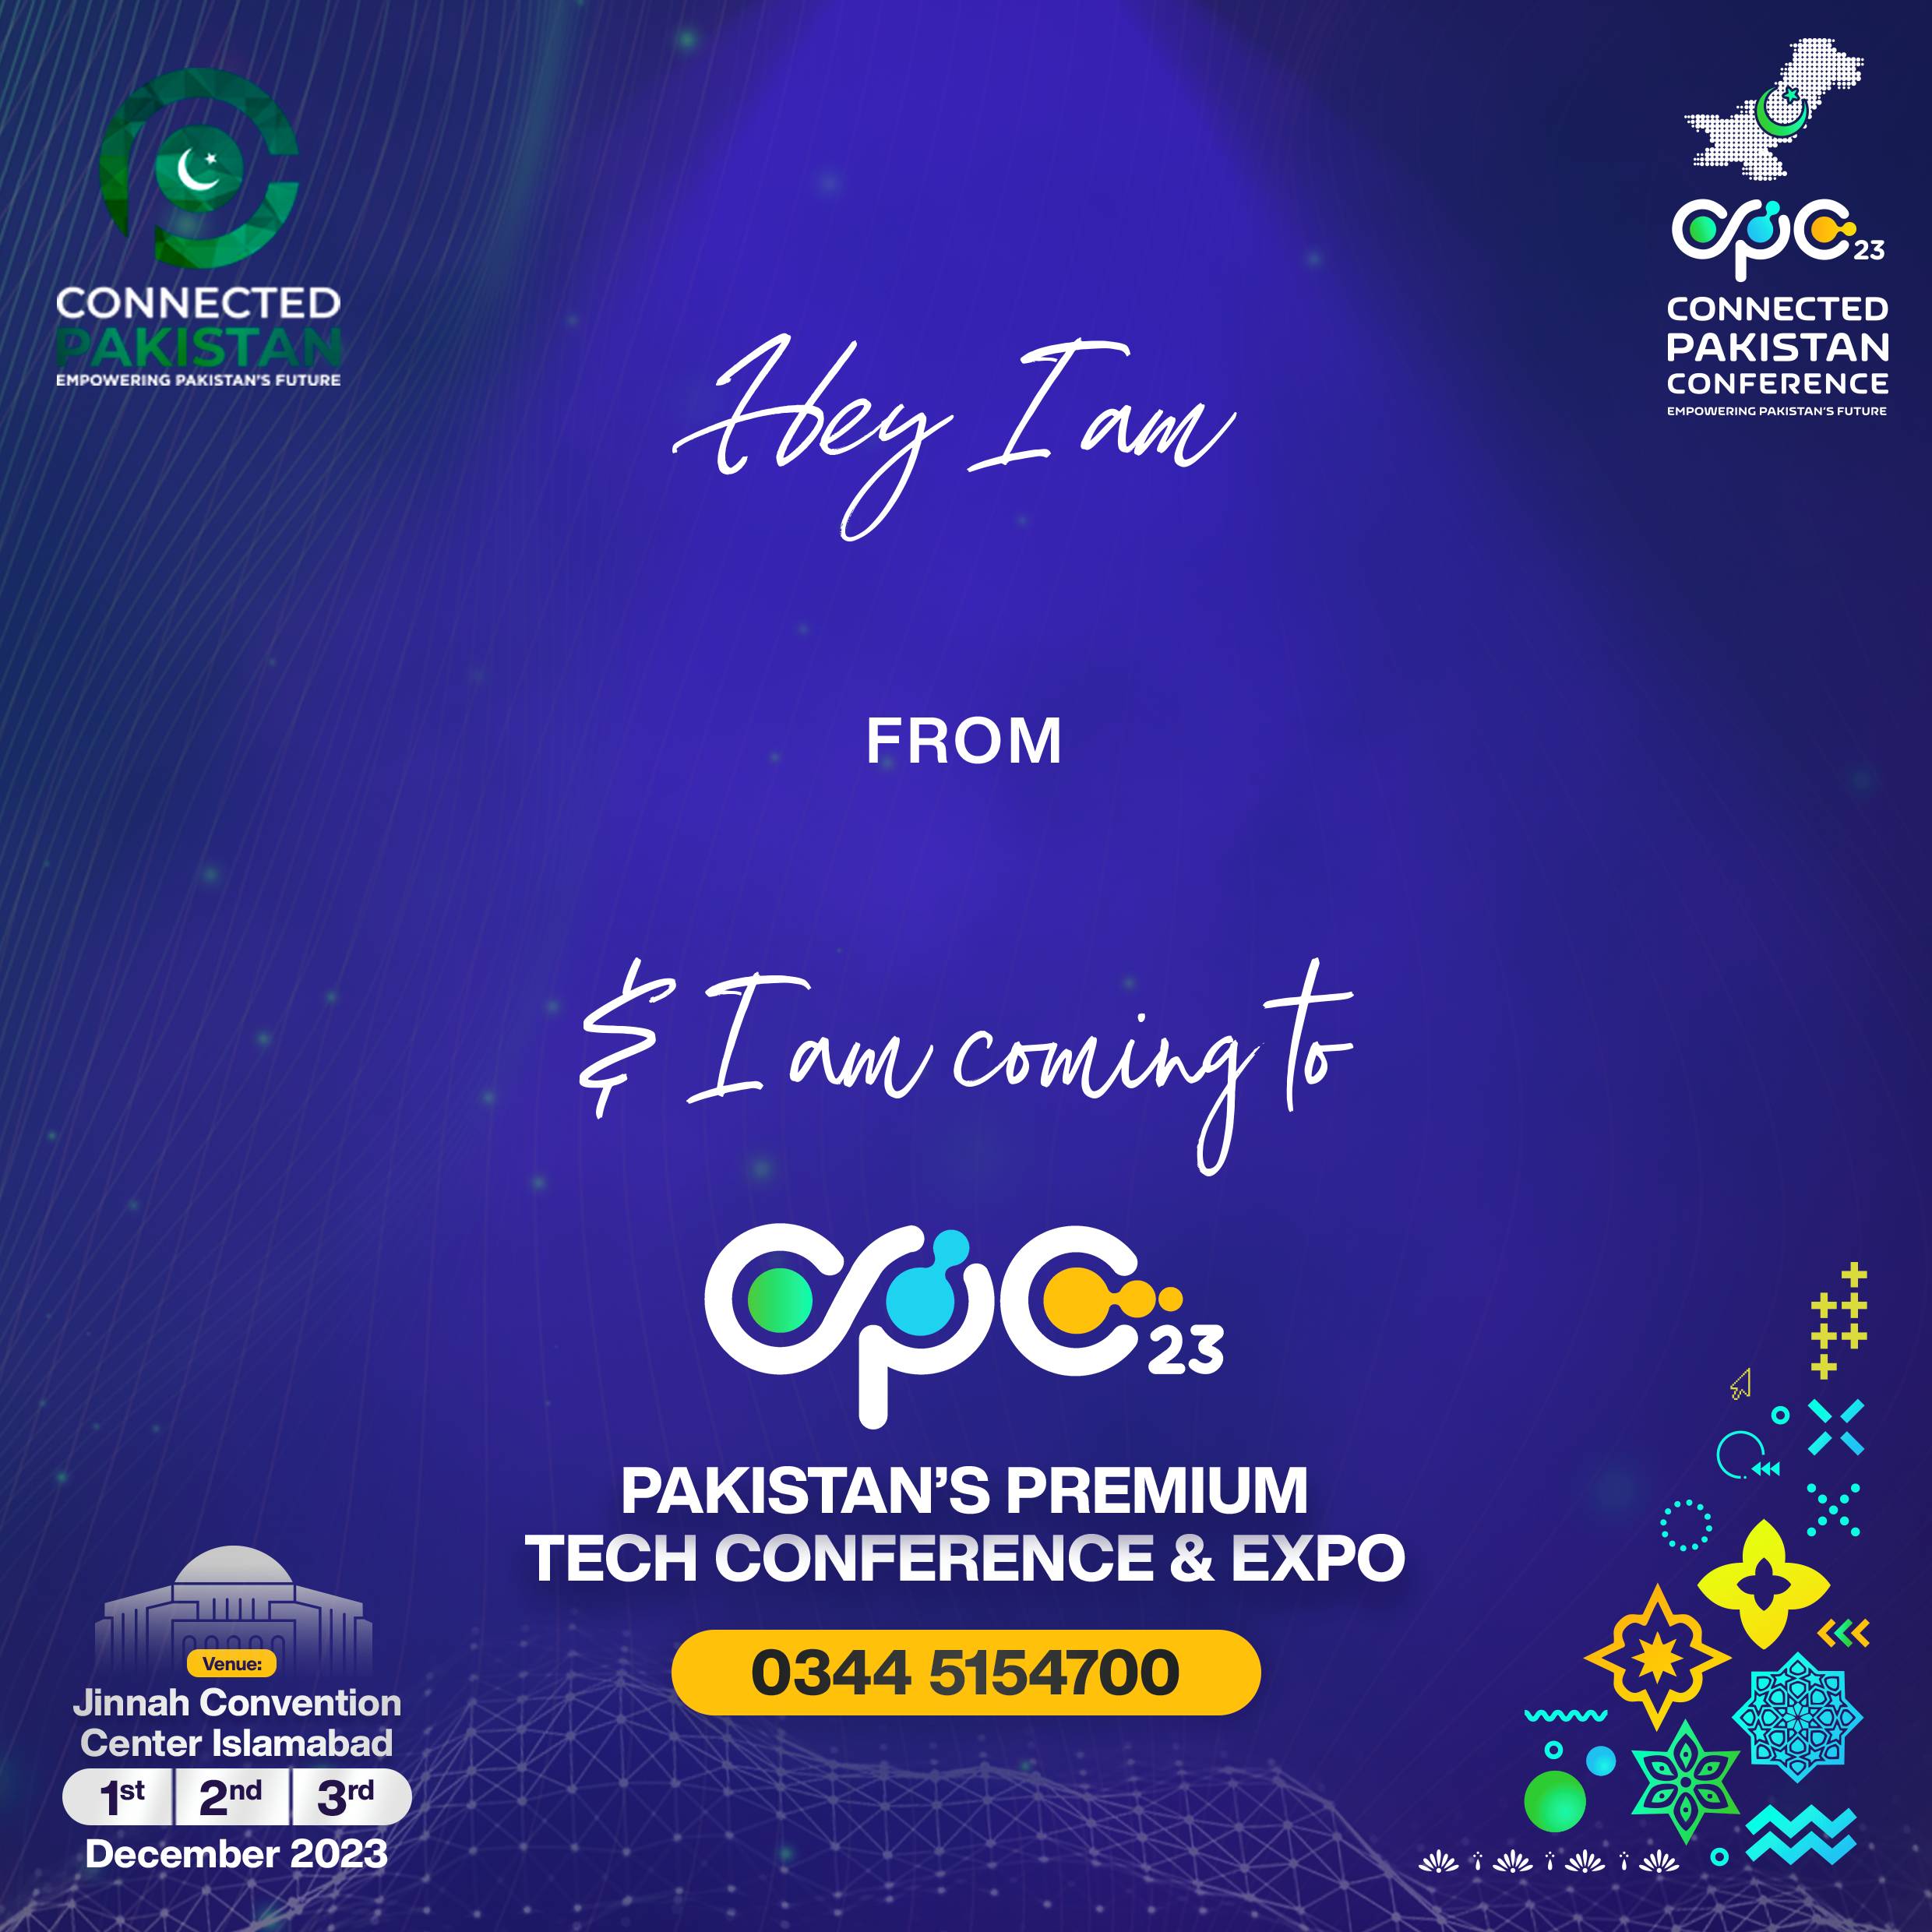 CONNECTED
PAKISTAN
EMPOWERING PAKISTAN'S FUTURE
cpc23
CONNECTED
PAKISTAN
CONFERENCE
EMPOWERING PAKISTAN'S FUTURE
Hey I am
FROM
& I am coming to
cpc23
PAKISTAN'S PREMIUM
TECH CONFERENCE & EXPO
0344 5154700
Venue:
Jinnah Convention
Center Islamabad
1st 2nd 3rd
December 2023